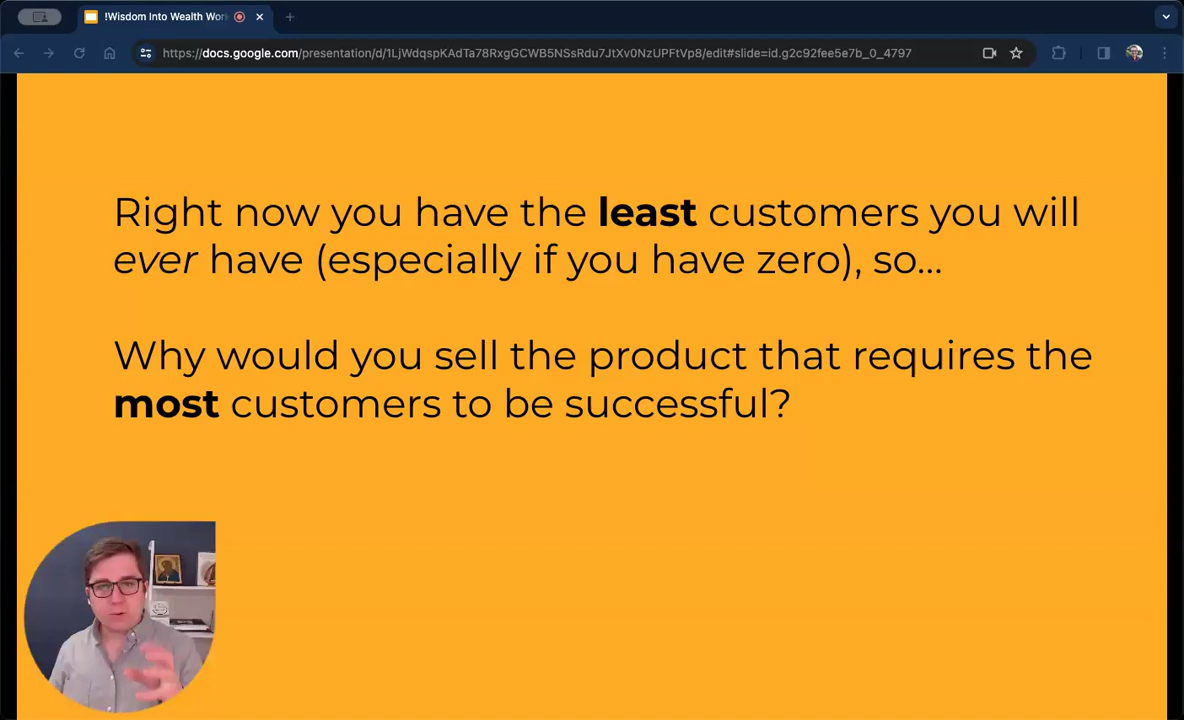 !Wisdom Into Wealth Wor
https://docs.google.com/presentation/d/1LjWdqspKAdTa78RxgGCWB5NSsRdu7JtXv0NzUPFtVp8/edit#slide=id.g2c92fee5e7b_0_4797
Right now you have the least customers you will
ever have (especially if you have zero), so...
Why would you sell the product that requires the
most customers to be successful?